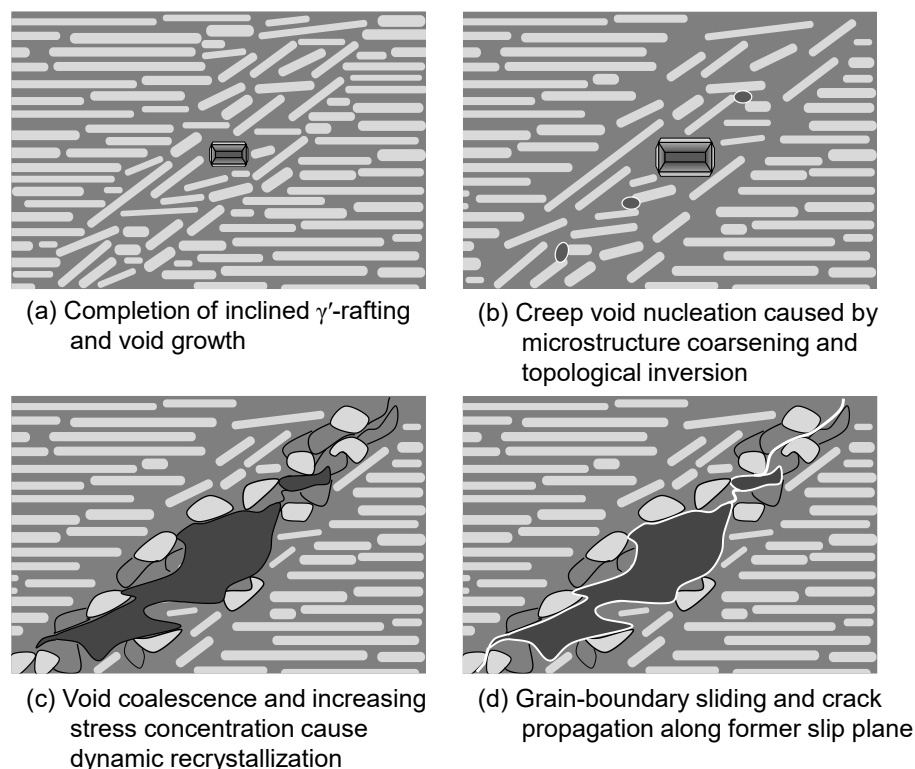 (a) Completion of inclined γ′-rafting
and void growth
(b) Creep void nucleation caused by
microstructure coarsening and
topological inversion
(c) Void coalescence and increasing
stress concentration cause
dynamic recrystallization
(d) Grain-boundary sliding and crack
propagation along former slip plane